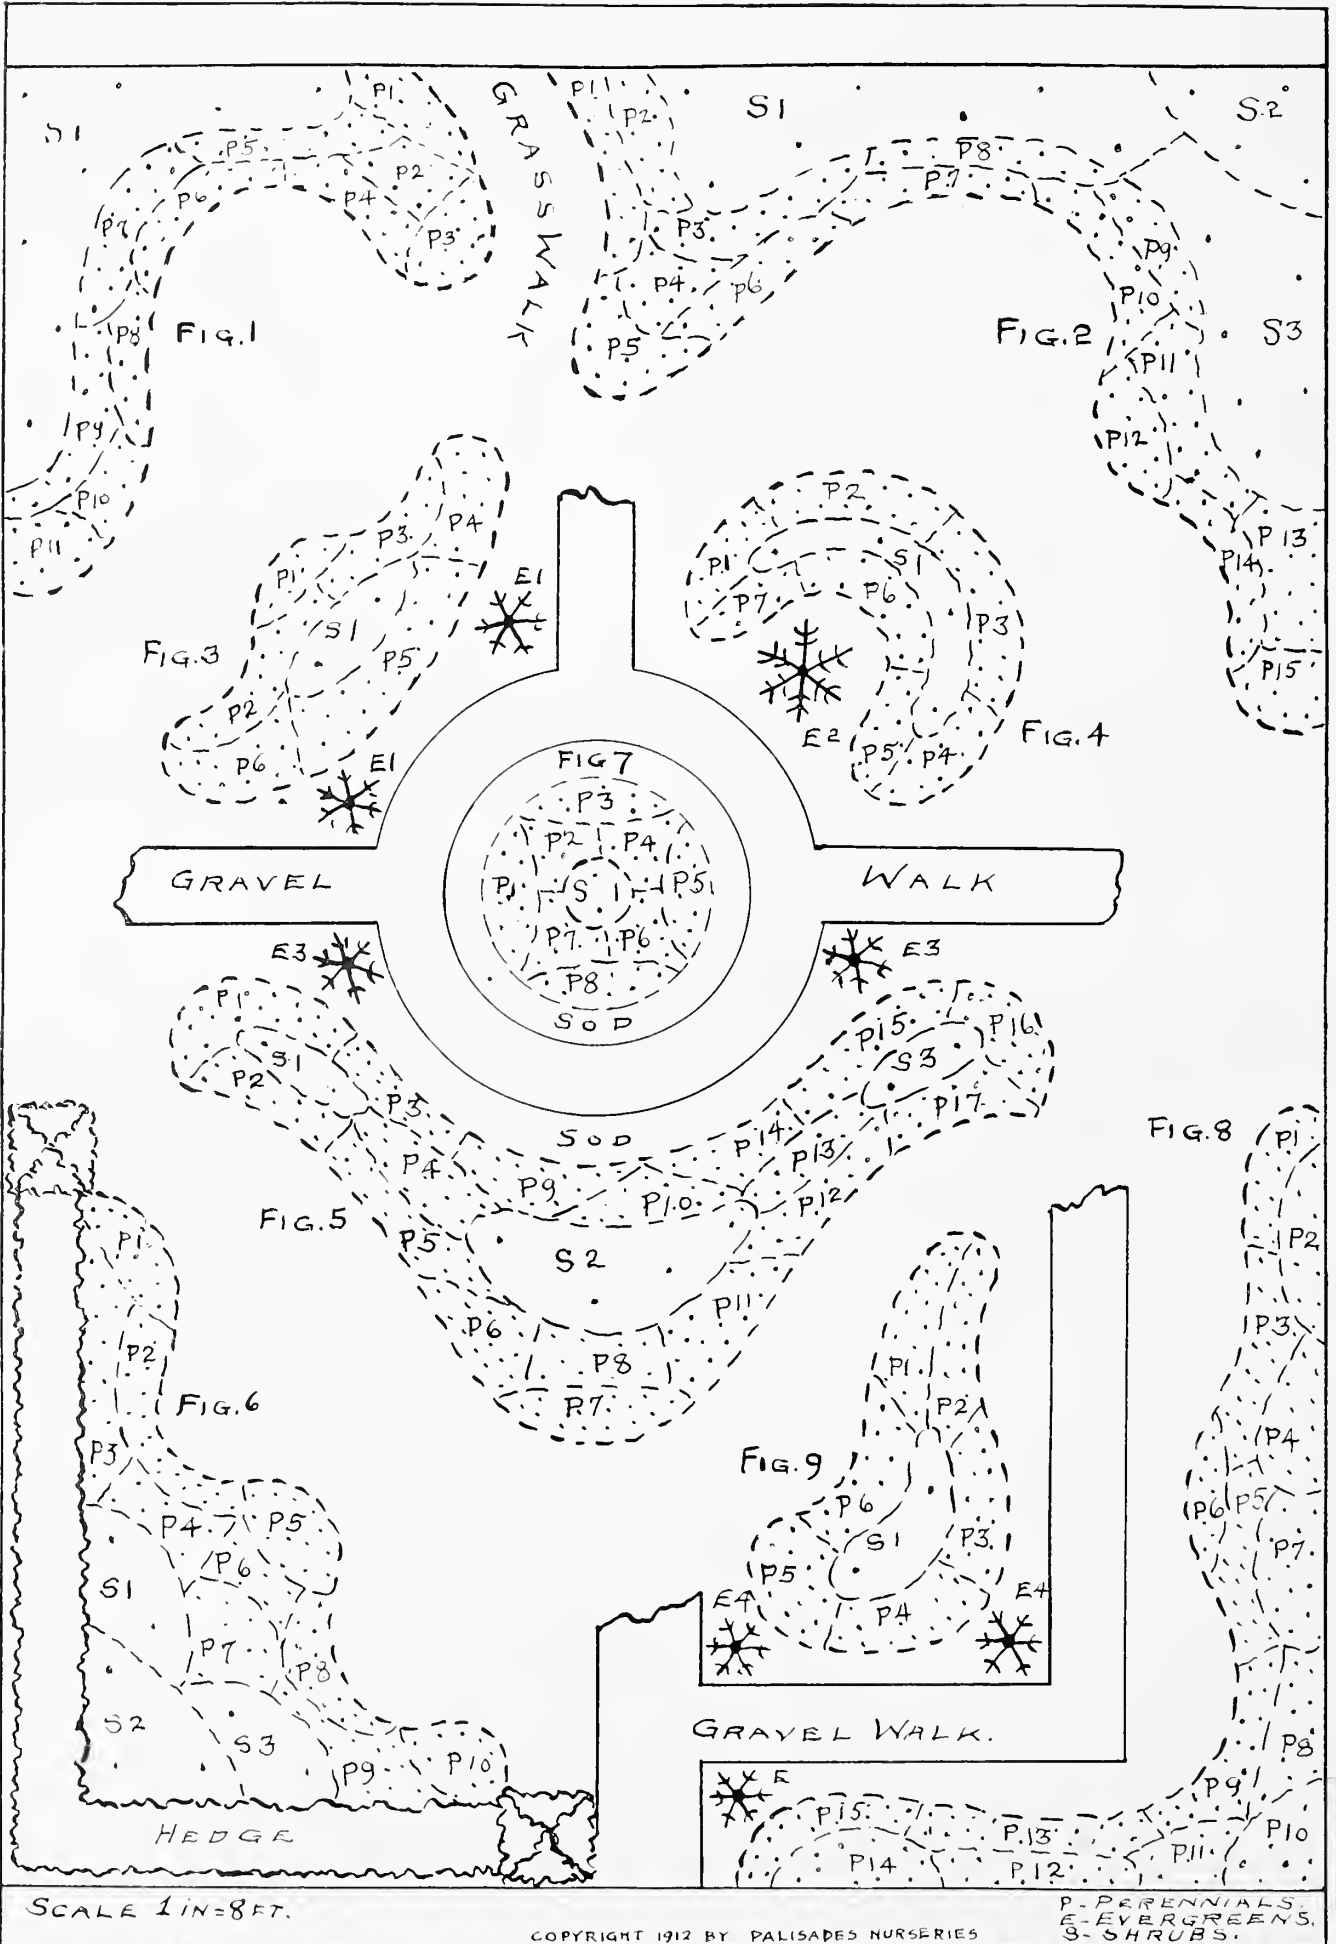 S1
P1
P5
P2
P6
P4
P3
P7
P8
P9
P10
P11
FIG.1
GRASS WALK
P1
P2
S1
S.2
P8
P7
P3
P4
P6
P5
P9
P10
S3
P11
P12
P13
P14
P15
FIG.2
P4
P3
P1
S1
P5
P2
P6
E1
E1
FIG.3
P2
P1
S1
P7
P6
P3
E2
P5
P4
FIG.4
FIG 7
P3
P2
P4
P1
S1
P5
P7
P6
P8
SOD
GRAVEL
WALK
E3
E3
P1
S1
P2
P3
P4
SOD
P9
P10
P5
S2
P6
P8
P7
P11
P12
P13
P14
P15
P16
S3
P17
FIG.5
P1
P2
P3
FIG.6
P4
P5
P6
S1
P7
P8
S2
S3
P9
P10
HEDGE
P1
P2
FIG.9
P6
S1
P3
P5
P4
E4
E4
GRAVEL WALK.
FIG.8
P1
P2
P3
P4
P6
P5
P7
P8
P9
P10
P11
E
P15
P.13
P14
P.12
SCALE 1 IN=8 FT.
COPYRIGHT 1912 BY PALISADES NURSERIES
P-PERENNIALS.
E-EVERGREENS.
S-SHRUBS.